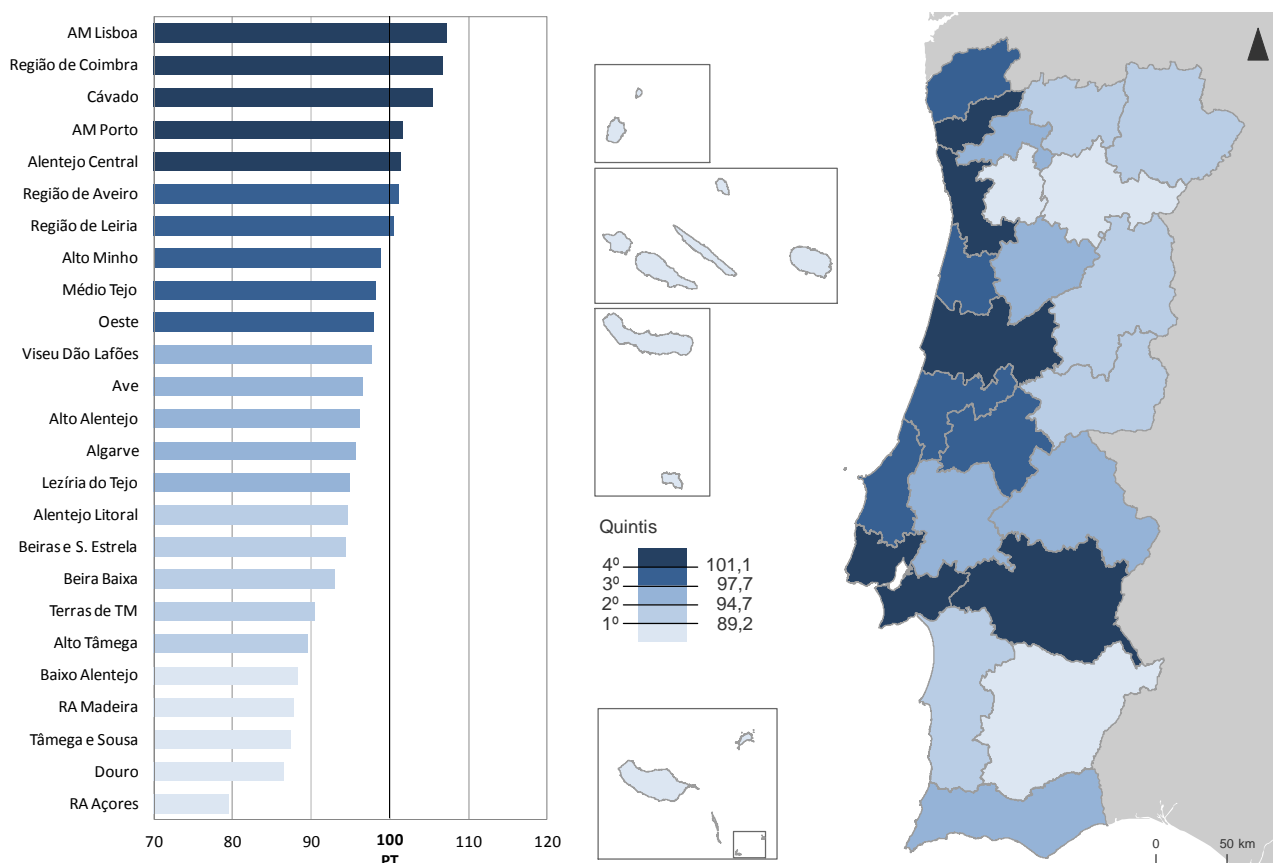 AM Lisboa
Região de Coimbra
Cávado
AM Porto
Alentejo Central
Região de Aveiro
Região de Leiria
Alto Minho
Médio Tejo
Oeste
Viseu Dão Lafões
Ave
Alto Alentejo
Algarve
Lezíria do Tejo
Alentejo Litoral
Beiras e S. Estrela
Beira Baixa
Terras de TM
Alto Tâmega
Baixo Alentejo
RA Madeira
Tâmega e Sousa
Douro
RA Açores
70 80 90 100 110 120
PT
Quintis
4º 101,1
3º 97,7
2º 94,7
1º 89,2
0 50 km